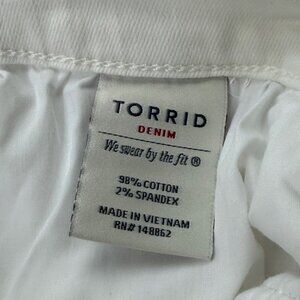 TORRID
DENIM
We swear by the fit ®
98% COTTON
2% SPANDEX
MADE IN VIETNAM
RN# 148862